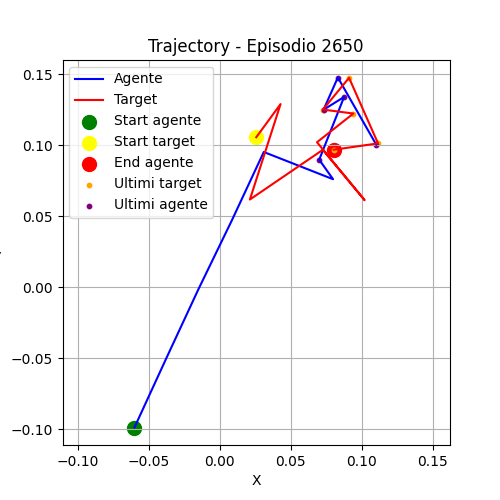 Trajectory - Episodio 2650
Agente
Target
Start agente
Start target
End agente
Ultimi target
Ultimi agente
0.15
0.10
0.05
0.00
−0.05
−0.10
−0.10
−0.05
0.00
0.05
0.10
0.15
X